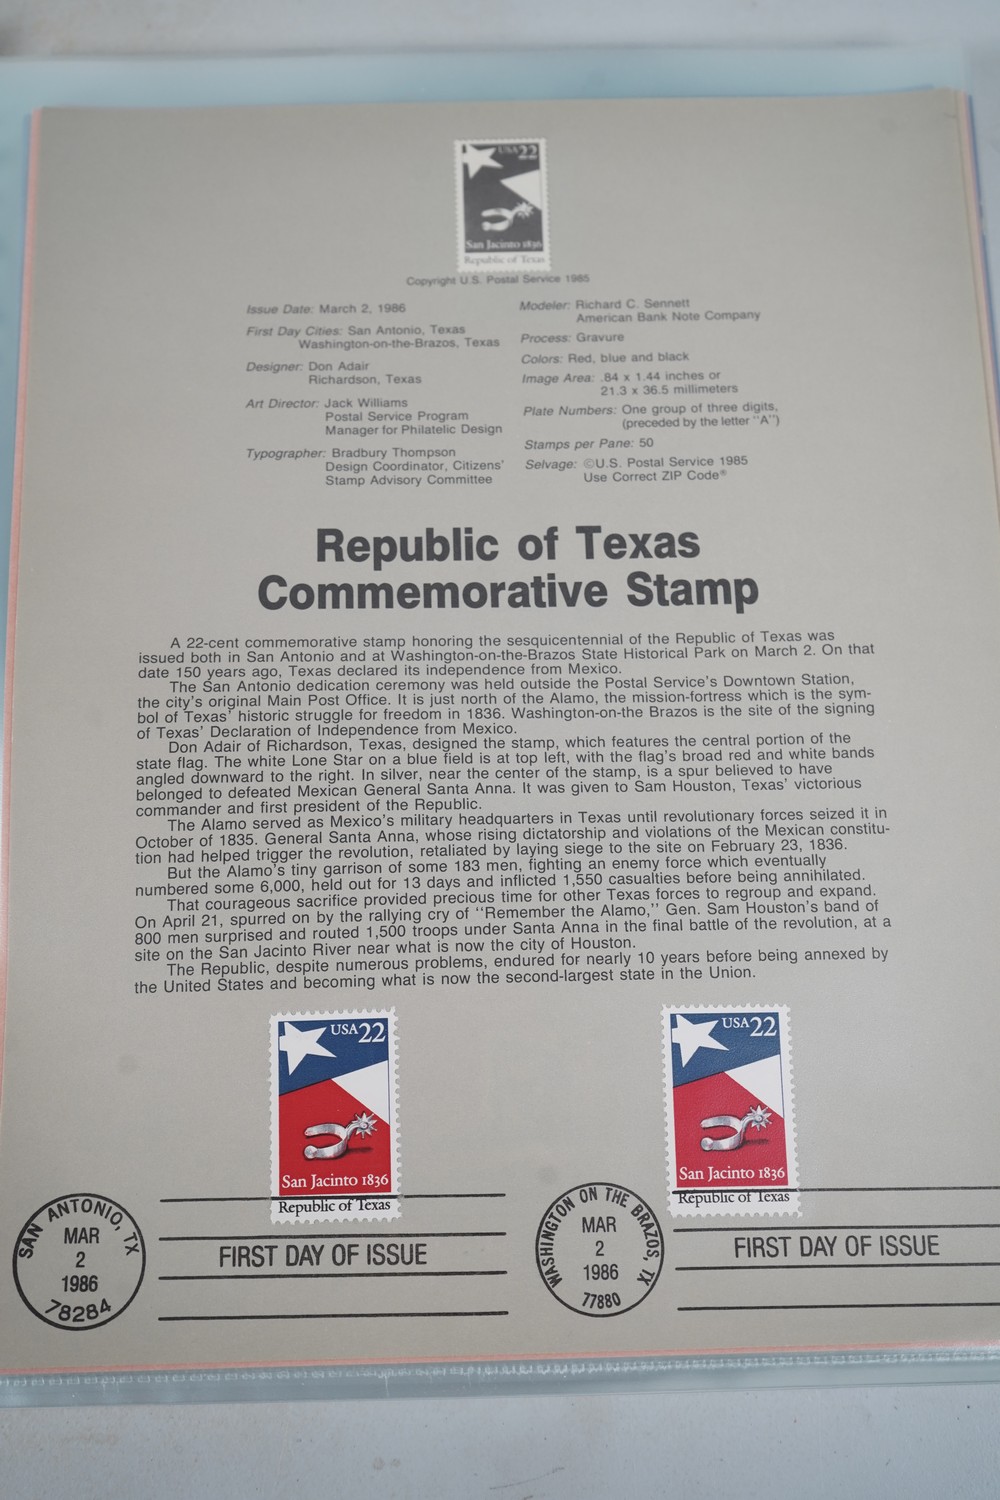 USA 22
San Jacinto 1836
Republic of Texas
Copyright U.S. Postal Service 1985
Issue Date: March 2, 1986
First Day Cities: San Antonio, Texas
Washington-on-the-Brazos, Texas
Designer: Don Adair
Richardson, Texas
Art Director: Jack Williams
Postal Service Program
Manager for Philatelic Design
Typographer: Bradbury Thompson
Design Coordinator, Citizens'
Stamp Advisory Committee
Modeler: Richard C. Sennett
American Bank Note Company
Process: Gravure
Colors: Red, blue and black
Image Area: .84 x 1.44 inches or
21.3 x 36.5 millimeters
Plate Numbers: One group of three digits,
(preceded by the letter "A")
Stamps per Pane: 50
Selvage: ©U.S. Postal Service 1985
Use Correct ZIP Code®
Republic of Texas
Commemorative Stamp
A 22-cent commemorative stamp honoring the sesquicentennial of the Republic of Texas was
issued both in San Antonio and at Washington-on-the-Brazos State Historical Park on March 2. On that
date 150 years ago, Texas declared its independence from Mexico.
The San Antonio dedication ceremony was held outside the Postal Service's Downtown Station,
the city's original Main Post Office. It is just north of the Alamo, the mission-fortress which is the sym-
bol of Texas' historic struggle for freedom in 1836. Washington-on-the Brazos is the site of the signing
of Texas' Declaration of Independence from Mexico.
Don Adair of Richardson, Texas, designed the stamp, which features the central portion of the
state flag. The white Lone Star on a blue field is at top left, with the flag's broad red and white bands
angled downward to the right. In silver, near the center of the stamp, is a spur believed to have
belonged to defeated Mexican General Santa Anna. It was given to Sam Houston, Texas' victorious
commander and first president of the Republic.
The Alamo served as Mexico's military headquarters in Texas until revolutionary forces seized it in
October of 1835. General Santa Anna, whose rising dictatorship and violations of the Mexican constitu-
tion had helped trigger the revolution, retaliated by laying siege to the site on February 23, 1836.
But the Alamo's tiny garrison of some 183 men, fighting an enemy force which eventually
numbered some 6,000, held out for 13 days and inflicted 1,550 casualties before being annihilated.
That courageous sacrifice provided precious time for other Texas forces to regroup and expand.
On April 21, spurred on by the rallying cry of "Remember the Alamo," Gen. Sam Houston's band of
800 men surprised and routed 1,500 troops under Santa Anna in the final battle of the revolution, at a
site on the San Jacinto River near what is now the city of Houston.
The Republic, despite numerous problems, endured for nearly 10 years before being annexed by
the United States and becoming what is now the second-largest state in the Union.
USA 22
San Jacinto 1836
Republic of Texas
USA 22
San Jacinto 1836
Republic of Texas
SAN ANTONIO, TX
MAR
2
1986
78284
FIRST DAY OF ISSUE
WASHINGTON ON THE BRAZOS, TX
MAR
2
1986
77880
FIRST DAY OF ISSUE